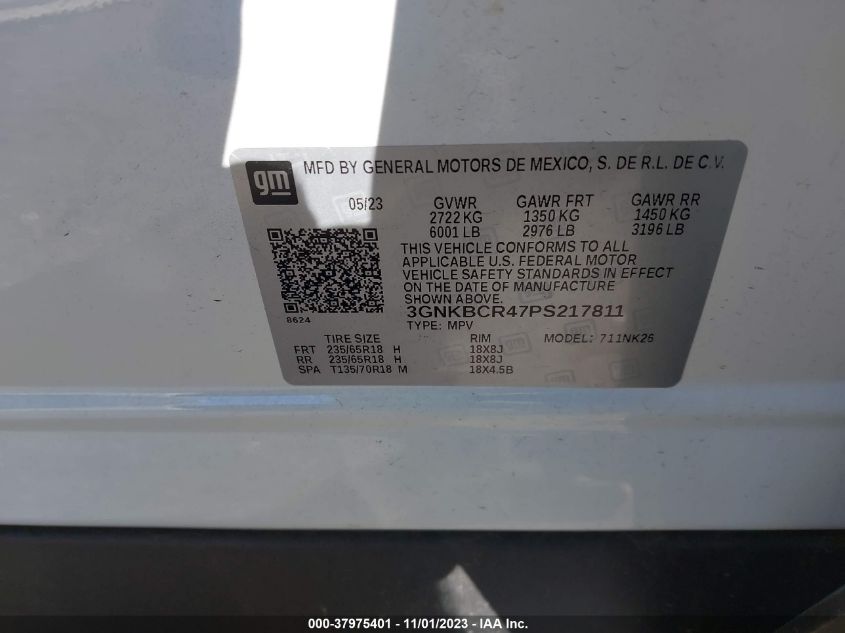 gm MFD BY GENERAL MOTORS DE MEXICO, S. DE R.L. DE C.V.
05/23 GVWR GAWR FRT GAWR RR
2722 KG 1350 KG 1450 KG
6001 LB 2976 LB 3196 LB
THIS VEHICLE CONFORMS TO ALL
APPLICABLE U.S. FEDERAL MOTOR
VEHICLE SAFETY STANDARDS IN EFFECT
ON THE DATE OF MANUFACTURE
SHOWN ABOVE.
8624 3GNKBCR47PS217811
TYPE: MPV MODEL: 711NK26
TIRE SIZE RIM
FRT 235/65R18 H 18X8J
RR 235/65R18 H 18X8J
SPA T135/70R18 M 18X4.5B
000-37975401 - 11/01/2023 - IAA Inc.